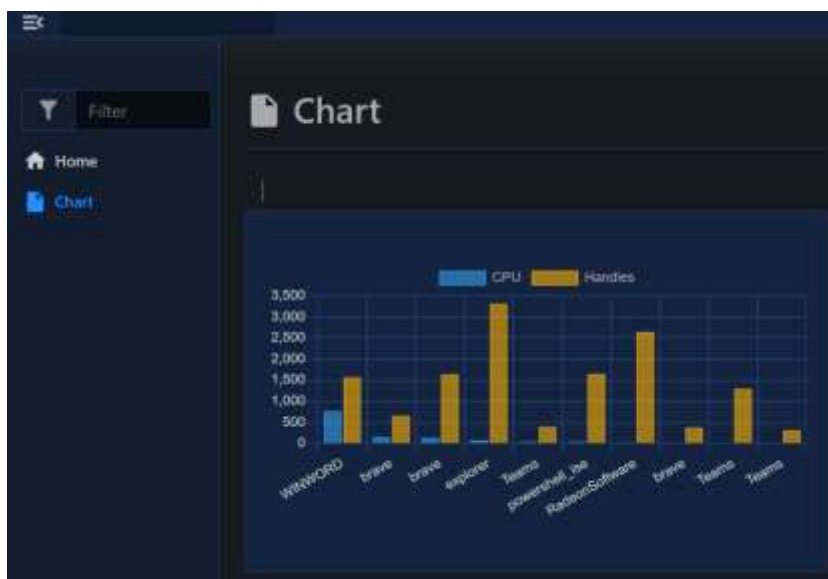 Filter
Chart
Home
Chart
CPU Handles
3,500
3,000
2,500
2,000
1,500
1,000
500
0
WINWORD brave brave explorer Teams powershell_ise RadeonSoftware brave Teams Teams